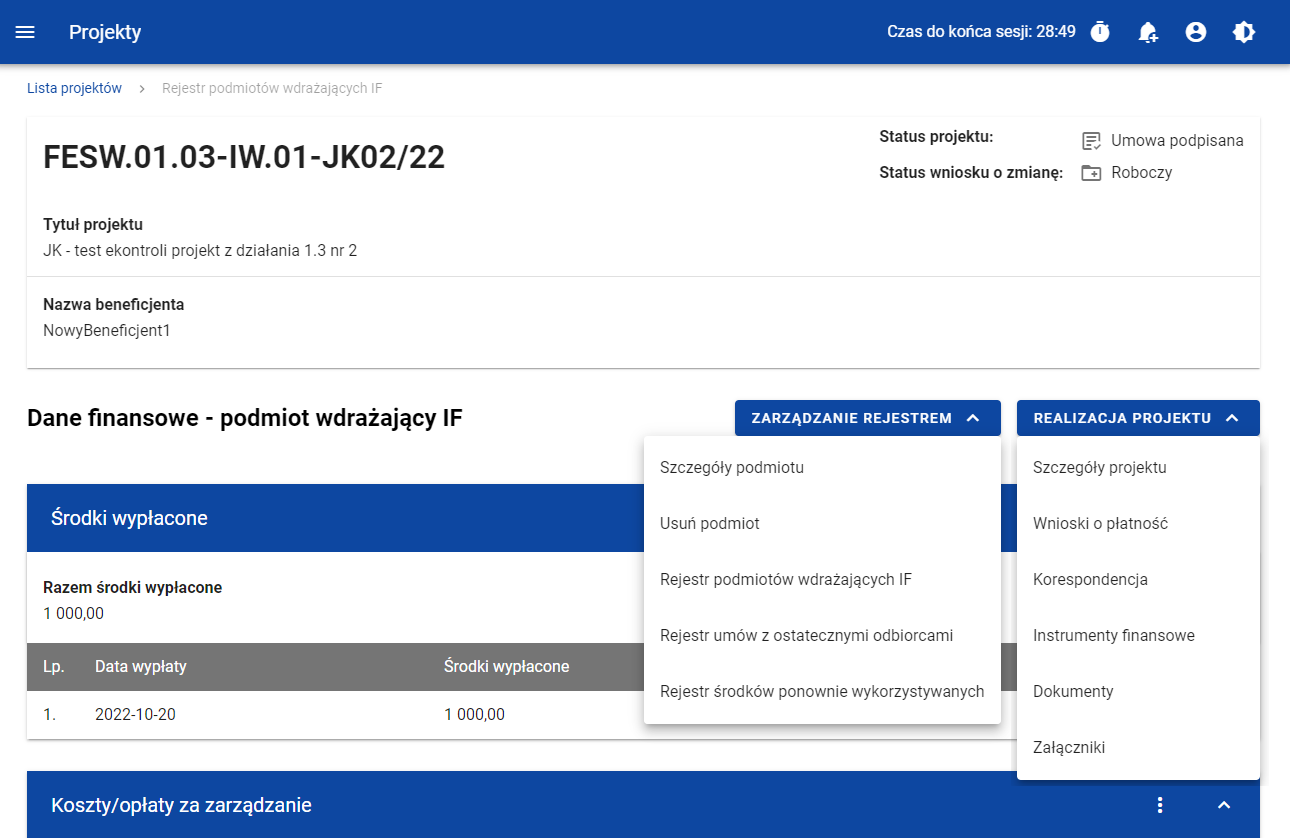 Projekty
Czas do końca sesji: 28:49
Lista projektów > Rejestr podmiotów wdrażających IF
FESW.01.03-IW.01-JK02/22
Status projektu: Umowa podpisana
Status wniosku o zmianę: Roboczy
Tytuł projektu
JK - test ekontroli projekt z działania 1.3 nr 2
Nazwa beneficjenta
NowyBeneficjent1
Dane finansowe - podmiot wdrażający IF
ZARZĄDZANIE REJESTREM
Szczegóły podmiotu
Usuń podmiot
Rejestr podmiotów wdrażających IF
Rejestr umów z ostatecznymi odbiorcami
Rejestr środków ponownie wykorzystywanych
REALIZACJA PROJEKTU
Szczegóły projektu
Wnioski o płatność
Korespondencja
Instrumenty finansowe
Dokumenty
Załączniki
Środki wypłacone
Razem środki wypłacone
1 000,00
Lp. Data wypłaty Środki wypłacone
1. 2022-10-20 1 000,00
Koszty/opłaty za zarządzanie